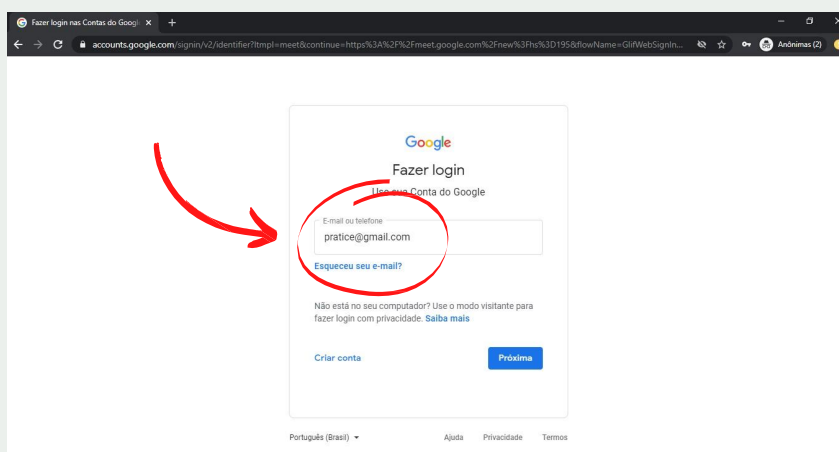 Fazer login nas Contas do Googl
accounts.google.com/signin/v2/identifier?ltmpl=meet&continue=https%3A%2F%2Fmeet.google.com%2Fnew%3Fhs%3D195&flowName=GlifWebSignIn...
Anônimas (2)
Google
Fazer login
Use sua Conta do Google
E-mail ou telefone
pratice@gmail.com
Esqueceu seu e-mail?
Não está no seu computador? Use o modo visitante para
fazer login com privacidade. Saiba mais
Criar conta
Próxima
Português (Brasil)
Ajuda Privacidade Termos